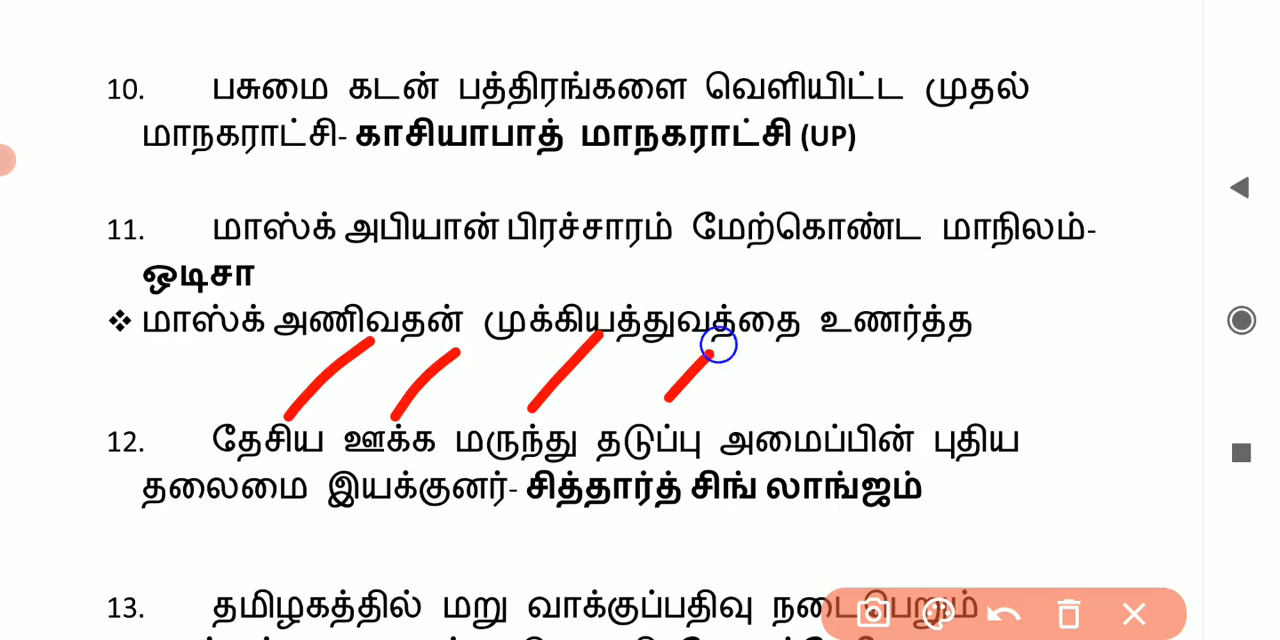 10. பசுமை கடன் பத்திரங்களை வெளியிட்ட முதல்
மாநகராட்சி- காசியாபாத் மாநகராட்சி (UP)
11. மாஸ்க் அபியான் பிரச்சாரம் மேற்கொண்ட மாநிலம்-
ஒடிசா
❖ மாஸ்க் அணிவதன் முக்கியத்துவத்தை உணர்த்த
12. தேசிய ஊக்க மருந்து தடுப்பு அமைப்பின் புதிய
தலைமை இயக்குனர்- சித்தார்த் சிங் லாங்ஜம்
13. தமிழகத்தில் மறு வாக்குப்பதிவு நடைபெறும்